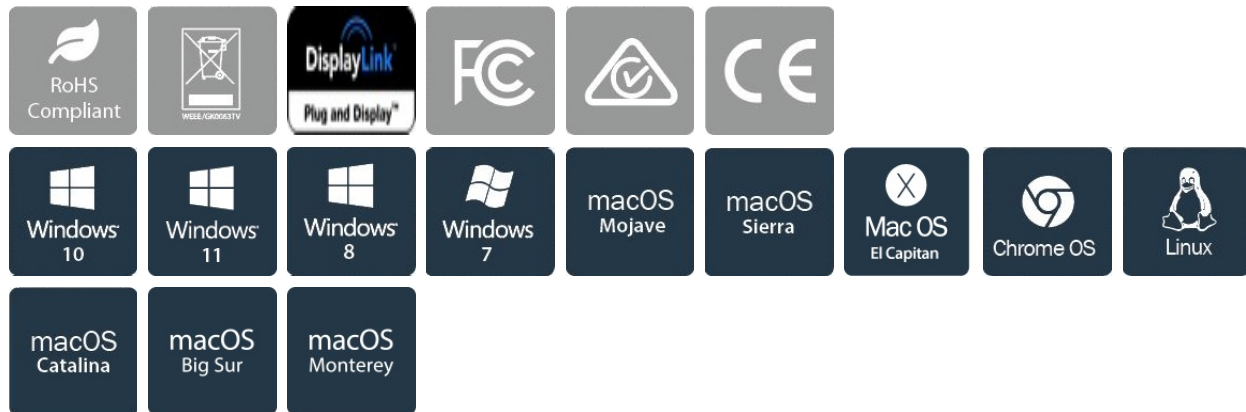 RoHS
Compliant
WEEE/GK0083TV
DisplayLink®
Plug and Display™
FC
CE
Windows
10
Windows
11
Windows
8
Windows
7
macOS
Mojave
macOS
Sierra
X
Mac OS
El Capitan
Chrome OS
Linux
macOS
Catalina
macOS
Big Sur
macOS
Monterey